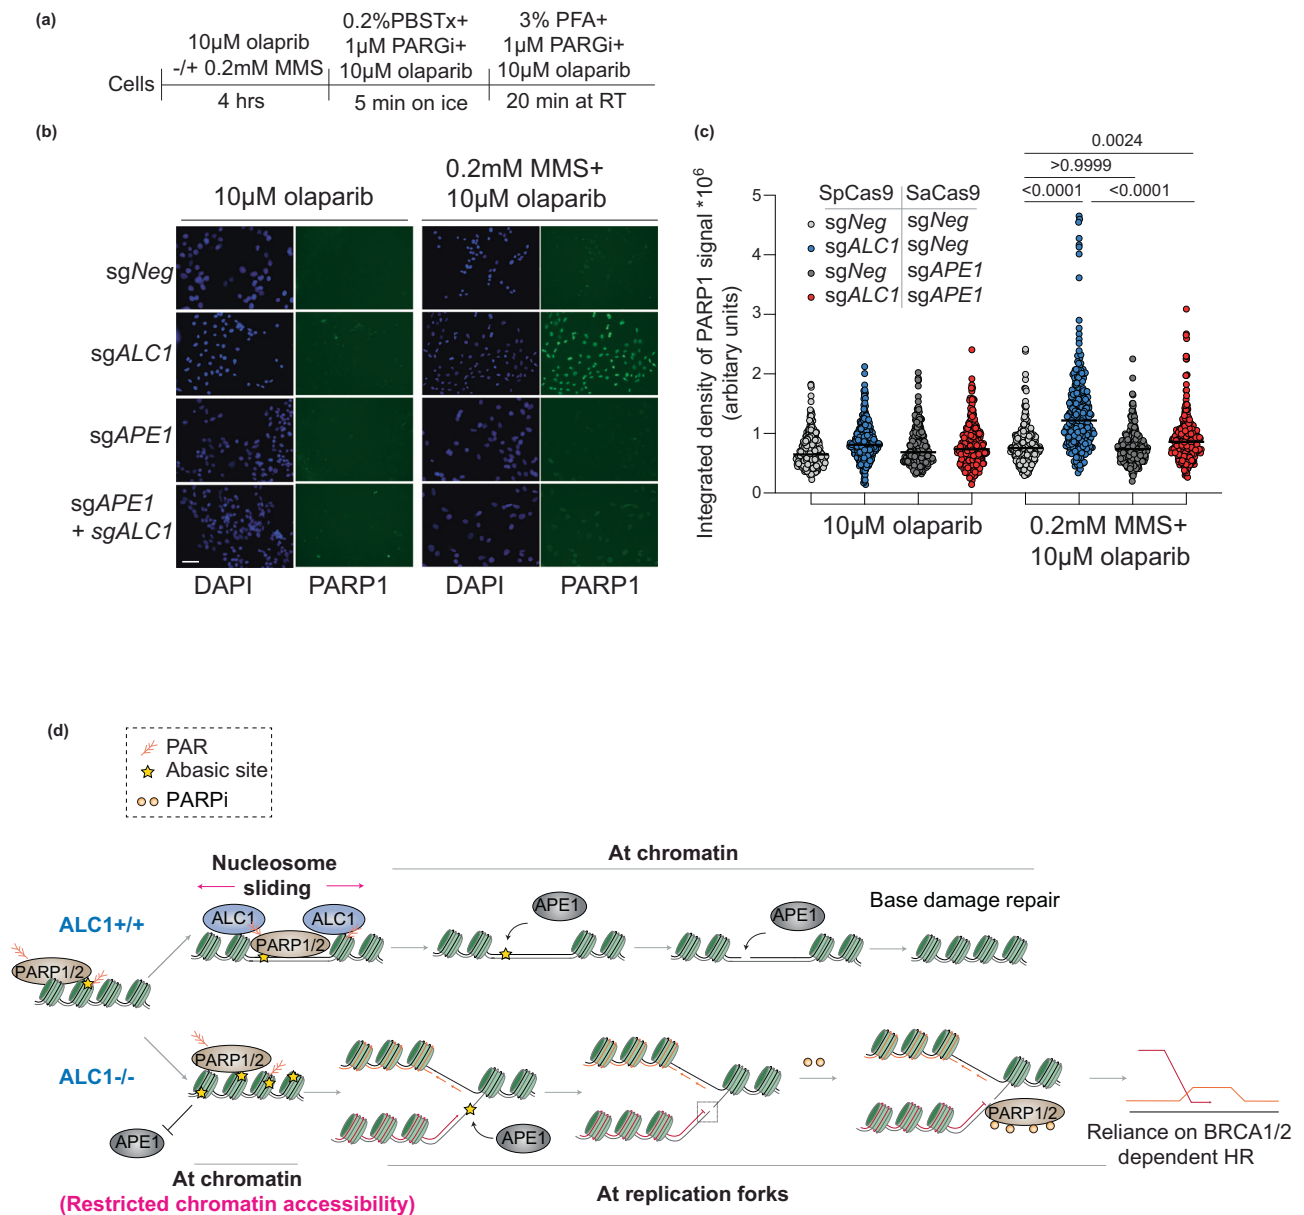 (a)
Cells
10µM olaprib
-/+ 0.2mM MMS
4 hrs
0.2%PBSTx+
1µM PARGi+
10µM olaparib
5 min on ice
3% PFA+
1µM PARGi+
10µM olaparib
20 min at RT
(b)
10µM olaparib
0.2mM MMS+
10µM olaparib
sgNeg
sgALC1
sgAPE1
sgAPE1
+ sgALC1
DAPI
PARP1
DAPI
PARP1
(c)
Integrated density of PARP1 signal *10⁶
(arbitary units)
5
4
3
2
1
0
SpCas9
SaCas9
sgNeg
sgNeg
sgALC1
sgNeg
sgNeg
sgAPE1
sgALC1
sgAPE1
0.0024
>0.9999
<0.0001
<0.0001
10µM olaparib
0.2mM MMS+
10µM olaparib
(d)
PAR
Abasic site
PARPi
Nucleosome
sliding
At chromatin
ALC1+/+
PARP1/2
ALC1
ALC1
PARP1/2
APE1
APE1
Base damage repair
ALC1-/-
PARP1/2
APE1
APE1
PARP1/2
At chromatin
(Restricted chromatin accessibility)
At replication forks
Reliance on BRCA1/2
dependent HR